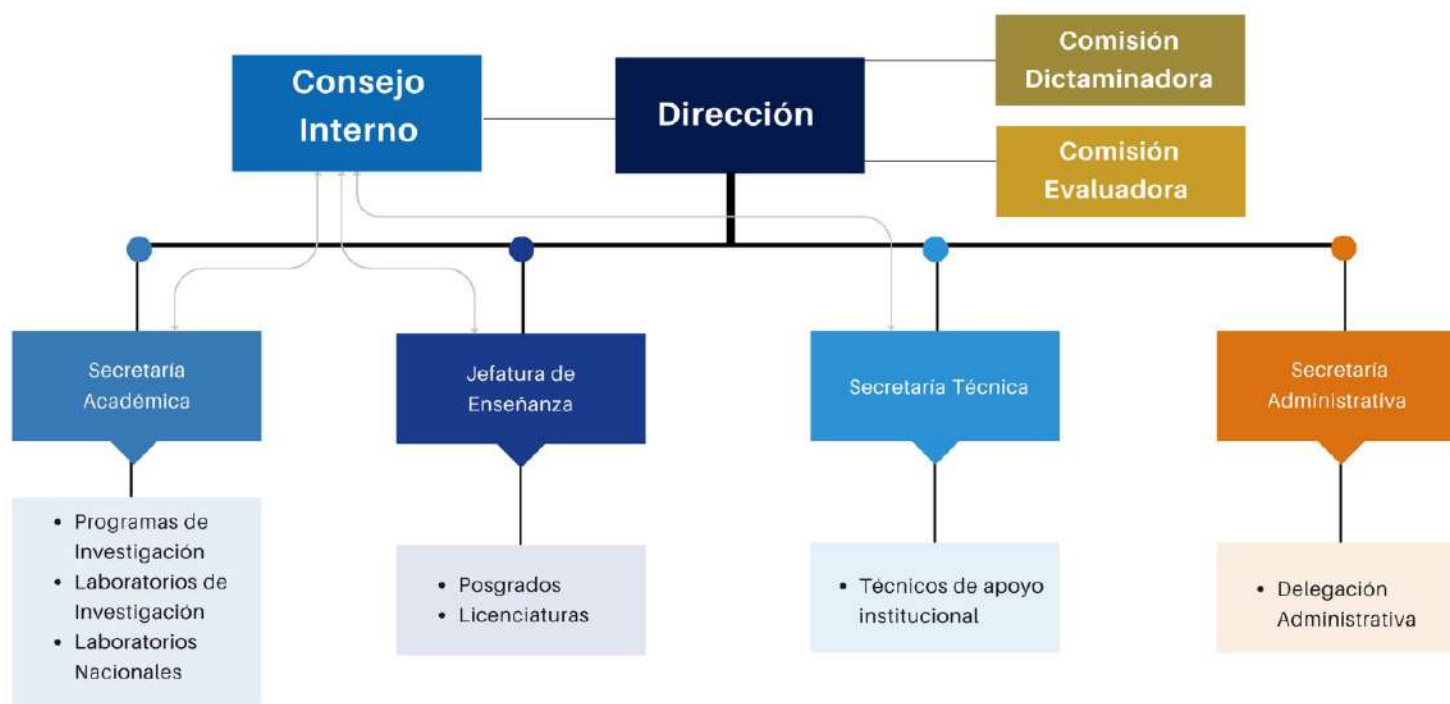 Consejo
Interno
Dirección
Comisión
Dictaminadora
Comisión
Evaluadora
Secretaría
Académica
Jefatura de
Enseñanza
Secretaría Técnica
Secretaría
Administrativa
• Programas de
Investigación
• Laboratorios de
Investigación
• Laboratorios
Nacionales
• Posgrados
• Licenciaturas
• Técnicos de apoyo
institucional
• Delegación
Administrativa